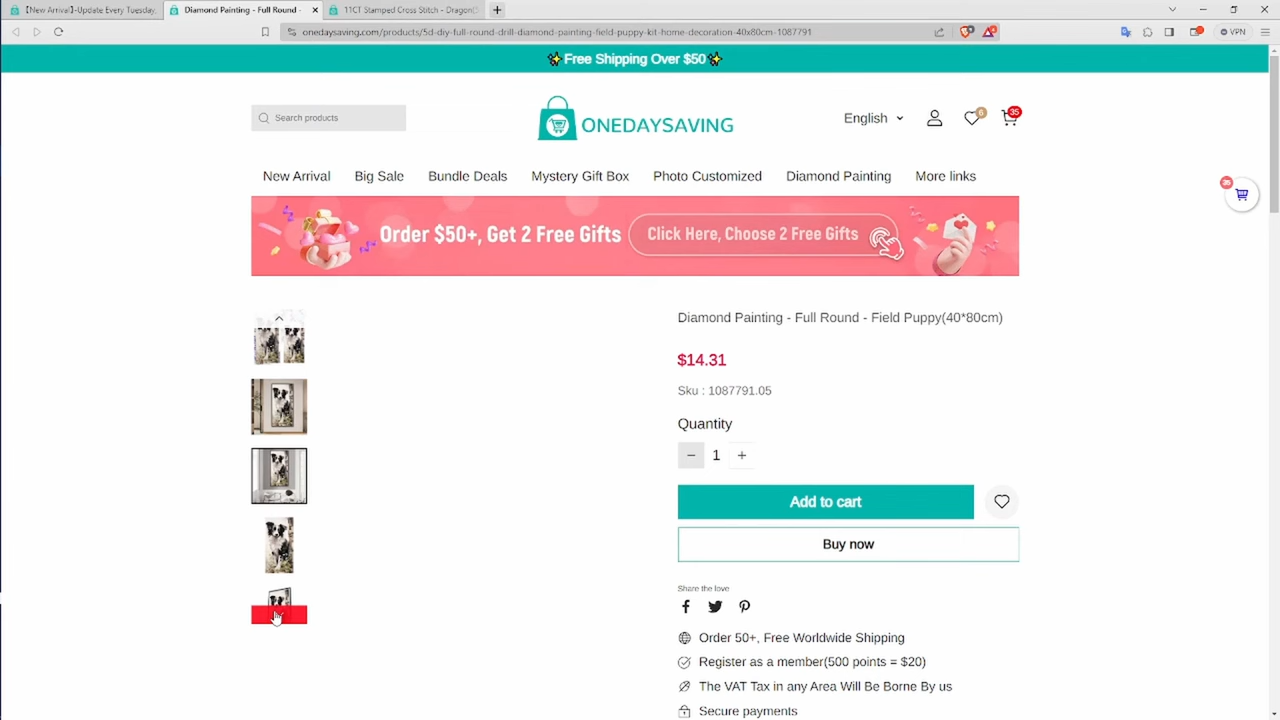 【New Arrival】-Update Every Tuesday.
Diamond Painting - Full Round -
11CT Stamped Cross Stitch - Dragon
onedaysaving.com/products/5d-diy-full-round-drill-diamond-painting-field-puppy-kit-home-decoration-40x80cm-1087791
VPN
✨Free Shipping Over $50✨
Search products
ONEDAYSAVING
English
6
35
New Arrival
Big Sale
Bundle Deals
Mystery Gift Box
Photo Customized
Diamond Painting
More links
35
Order $50+, Get 2 Free Gifts
Click Here, Choose 2 Free Gifts
Diamond Painting - Full Round - Field Puppy(40*80cm)
$14.31
Sku : 1087791.05
Quantity
− 1 +
Add to cart
Buy now
Share the love
Order 50+, Free Worldwide Shipping
Register as a member(500 points = $20)
The VAT Tax in any Area Will Be Borne By us
Secure payments